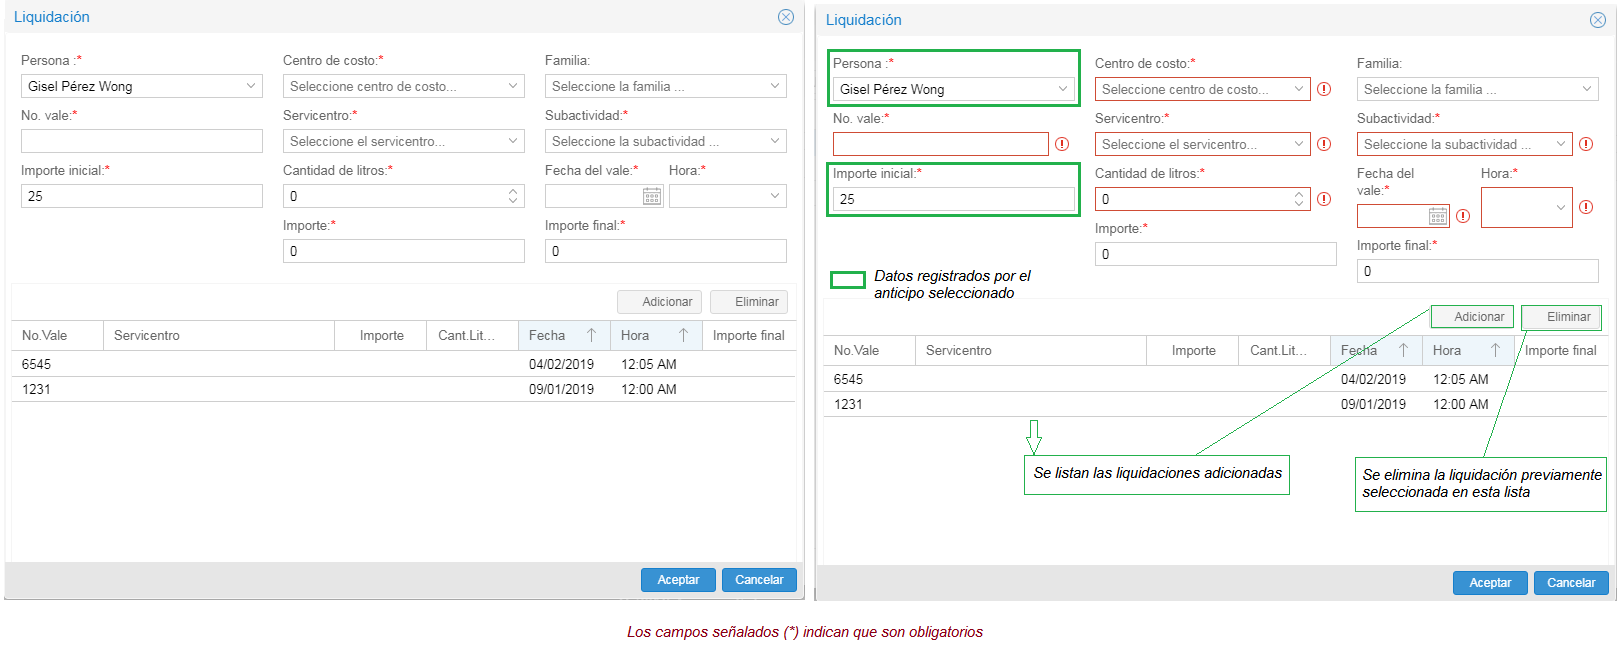 Liquidación
Persona :* Centro de costo:* Familia:
Gisel Pérez Wong Seleccione centro de costo... Seleccione la familia ...
No. vale:* Servicentro:* Subactividad:*
Seleccione el servicentro... Seleccione la subactividad ...
Importe inicial:* Cantidad de litros:* Fecha del vale:* Hora:*
25 0
Importe:* Importe final:*
0 0
Adicionar Eliminar
No.Vale Servicentro Importe Cant.Lit... Fecha Hora Importe final
6545 04/02/2019 12:05 AM
1231 09/01/2019 12:00 AM
Aceptar Cancelar
Liquidación
Persona :* Centro de costo:* Familia:
Gisel Pérez Wong Seleccione centro de costo... Seleccione la familia ...
No. vale:* Servicentro:* Subactividad:*
Seleccione el servicentro... Seleccione la subactividad ...
Importe inicial:* Cantidad de litros:* Fecha del Hora:*
vale:*
25 0
Importe:* Importe final:*
0 0
Datos registrados por el
anticipo seleccionado
Adicionar Eliminar
No.Vale Servicentro Importe Cant.Lit... Fecha Hora Importe final
6545 04/02/2019 12:05 AM
1231 09/01/2019 12:00 AM
Se listan las liquidaciones adicionadas
Se elimina la liquidación previamente
seleccionada en esta lista
Aceptar Cancelar
Los campos señalados (*) indican que son obligatorios